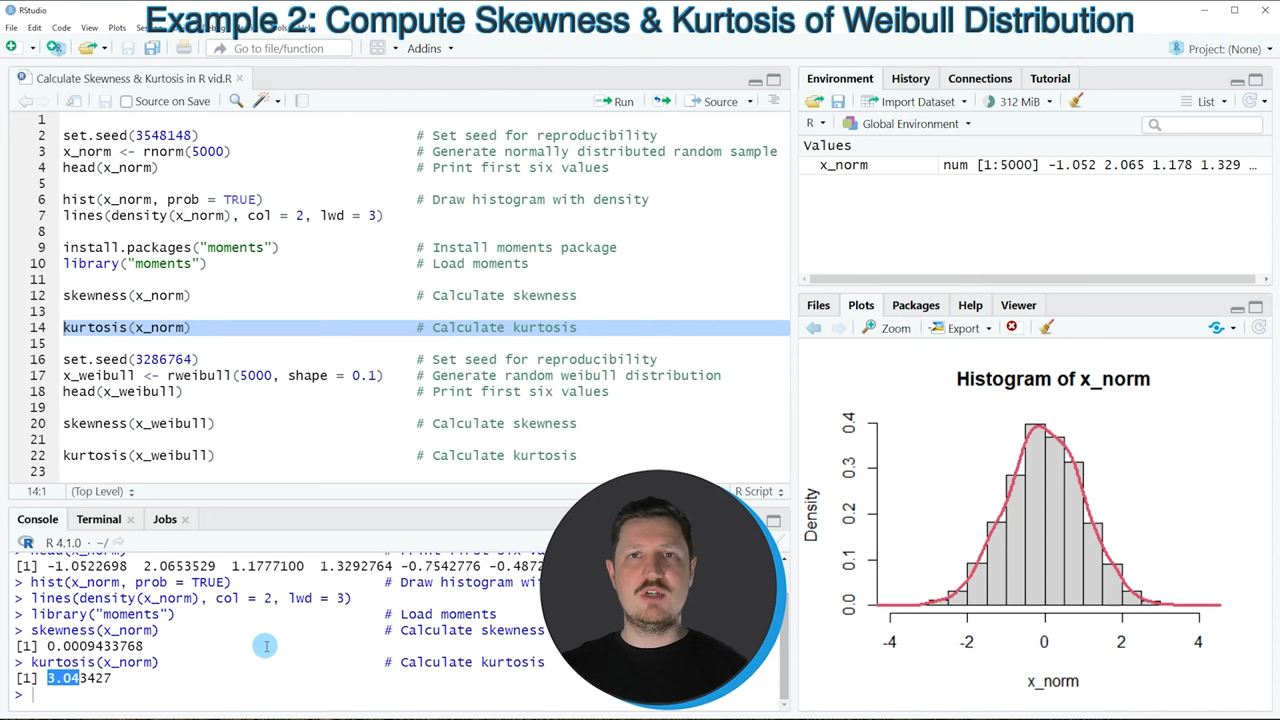 RStudio
Example 2: Compute Skewness & Kurtosis of Weibull Distribution
File Edit Code View Plots
Go to file/function
Addins
Project: (None)
Calculate Skewness & Kurtosis in R vid.R
Source on Save
Run
Source
1
2 set.seed(3548148) # Set seed for reproducibility
3 x_norm <- rnorm(5000) # Generate normally distributed random sample
4 head(x_norm) # Print first six values
5
6 hist(x_norm, prob = TRUE) # Draw histogram with density
7 lines(density(x_norm), col = 2, lwd = 3)
8
9 install.packages("moments") # Install moments package
10 library("moments") # Load moments
11
12 skewness(x_norm) # Calculate skewness
13
14 kurtosis(x_norm) # Calculate kurtosis
15
16 set.seed(3286764) # Set seed for reproducibility
17 x_weibull <- rweibull(5000, shape = 0.1) # Generate random weibull distribution
18 head(x_weibull) # Print first six values
19
20 skewness(x_weibull) # Calculate skewness
21
22 kurtosis(x_weibull) # Calculate kurtosis
23
14:1 (Top Level) R Script
Console Terminal Jobs
R 4.1.0 · ~/
[1] -1.0522698 2.0653529 1.1777100 1.3292764 -0.7542776 -0.4872
> hist(x_norm, prob = TRUE) # Draw histogram wi
> lines(density(x_norm), col = 2, lwd = 3)
> library("moments") # Load moments
> skewness(x_norm) # Calculate skewness
[1] 0.0009433768
> kurtosis(x_norm) # Calculate kurtosis
[1] 3.043427
>
Environment History Connections Tutorial
Import Dataset 312 MiB List
R Global Environment
Values
x_norm num [1:5000] -1.052 2.065 1.178 1.329 ...
Files Plots Packages Help Viewer
Zoom Export
Histogram of x_norm
Density
0.4
0.3
0.2
0.1
0.0
-4 -2 0 2 4
x_norm